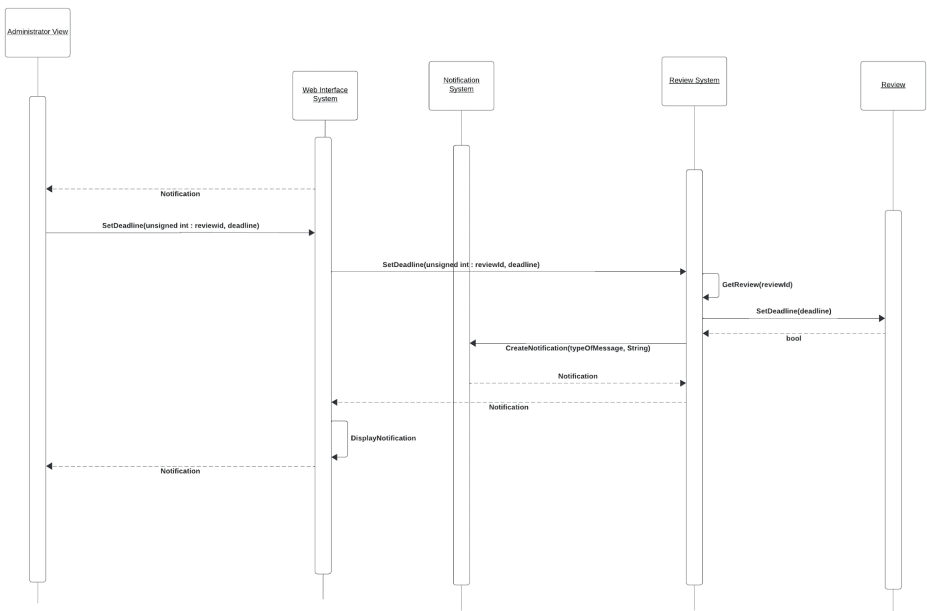 Administrator View
Web Interface
System
Notification
System
Review System
Review
Notification
SetDeadline(unsigned int : reviewid, deadline)
SetDeadline(unsigned int : reviewId, deadline)
GetReview(reviewId)
SetDeadline(deadline)
bool
CreateNotification(typeOfMessage, String)
Notification
Notification
DisplayNotification
Notification